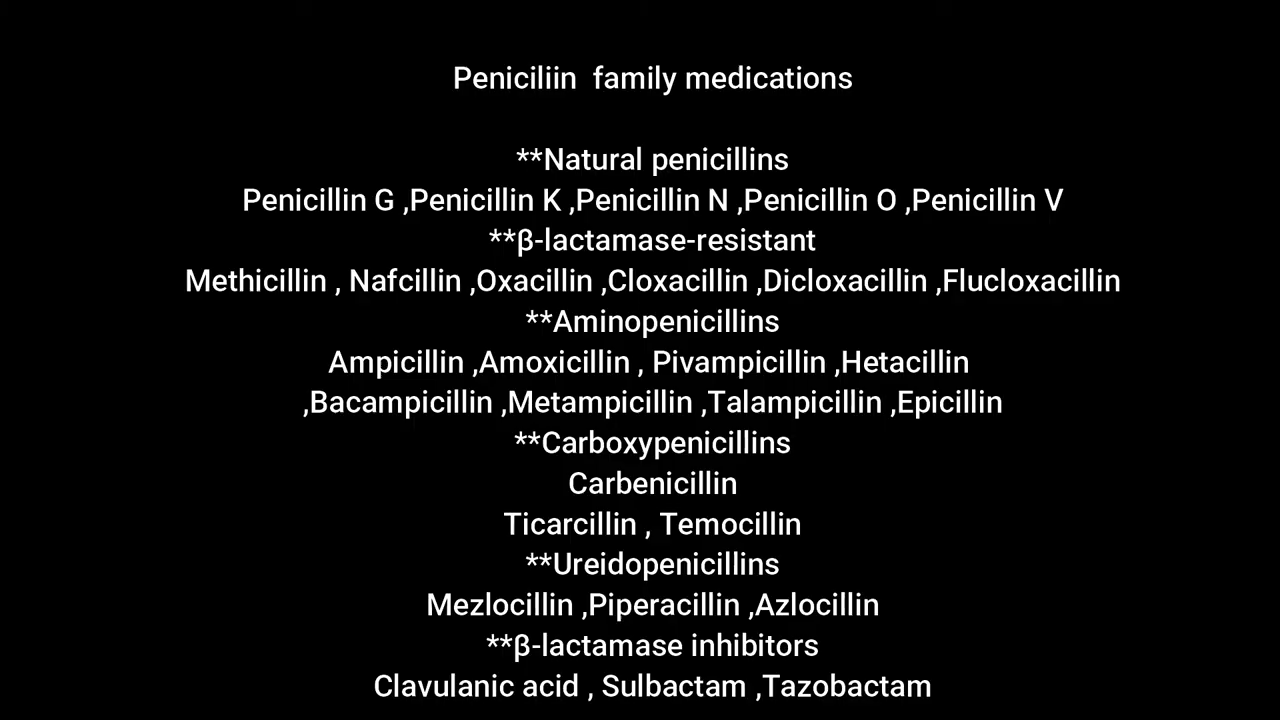 Peniciliin  family medications
**Natural penicillins
Penicillin G ,Penicillin K ,Penicillin N ,Penicillin O ,Penicillin V
**β-lactamase-resistant
Methicillin , Nafcillin ,Oxacillin ,Cloxacillin ,Dicloxacillin ,Flucloxacillin
**Aminopenicillins
Ampicillin ,Amoxicillin , Pivampicillin ,Hetacillin
,Bacampicillin ,Metampicillin ,Talampicillin ,Epicillin
**Carboxypenicillins
Carbenicillin
Ticarcillin , Temocillin
**Ureidopenicillins
Mezlocillin ,Piperacillin ,Azlocillin
**β-lactamase inhibitors
Clavulanic acid , Sulbactam ,Tazobactam